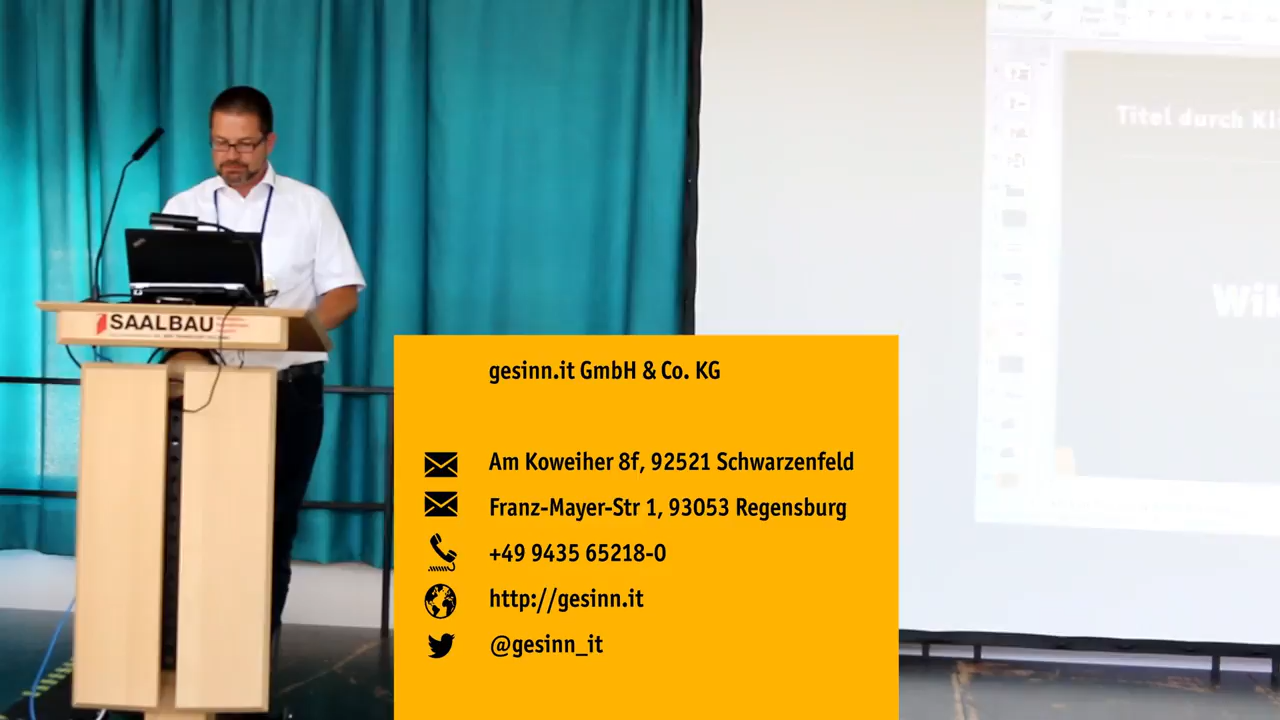 SAALBAU
Titel durch Kl
Wil
gesinn.it GmbH & Co. KG
Am Koweiher 8f, 92521 Schwarzenfeld
Franz-Mayer-Str 1, 93053 Regensburg
+49 9435 65218-0
http://gesinn.it
@gesinn_it